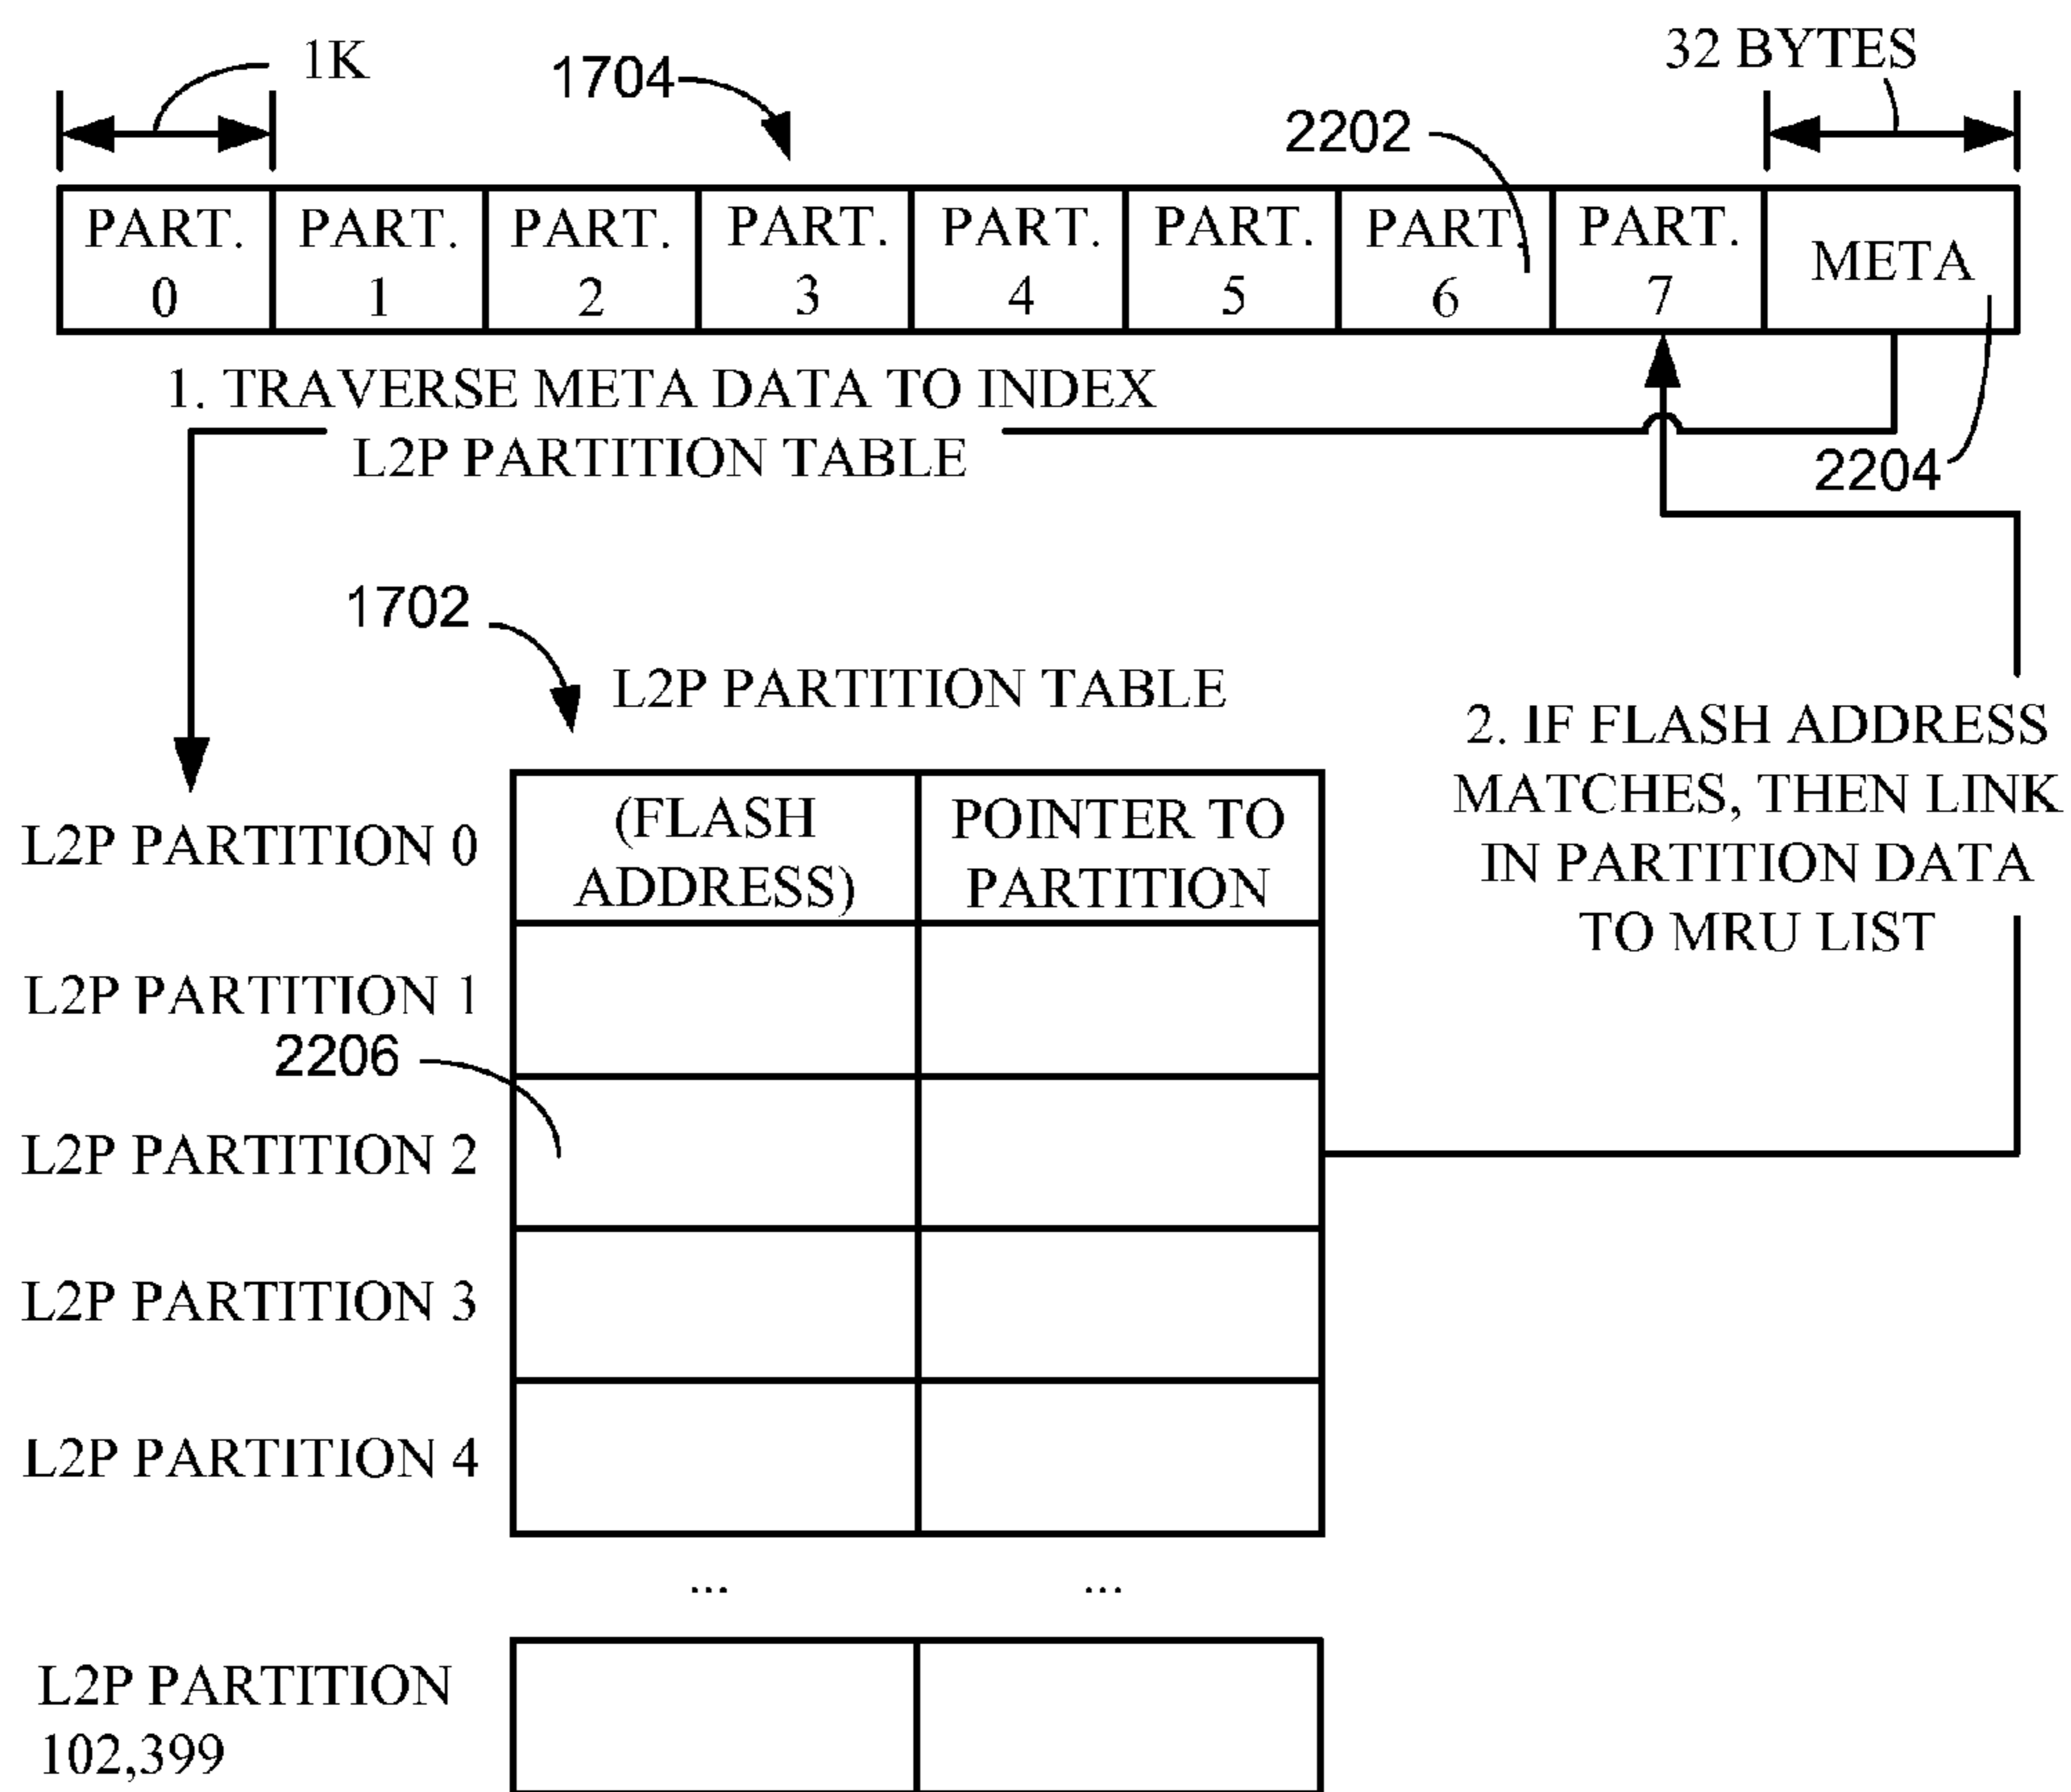 1K
1704
32 BYTES
2202
PART.
0
PART.
1
PART.
2
PART.
3
PART.
4
PART.
5
PART.
6
PART.
7
META
1. TRAVERSE META DATA TO INDEX
L2P PARTITION TABLE
2204
1702
L2P PARTITION TABLE
2. IF FLASH ADDRESS
MATCHES, THEN LINK
IN PARTITION DATA
TO MRU LIST
L2P PARTITION 0
(FLASH
ADDRESS)
POINTER TO
PARTITION
L2P PARTITION 1
2206
L2P PARTITION 2
L2P PARTITION 3
L2P PARTITION 4
... ...
L2P PARTITION
102,399